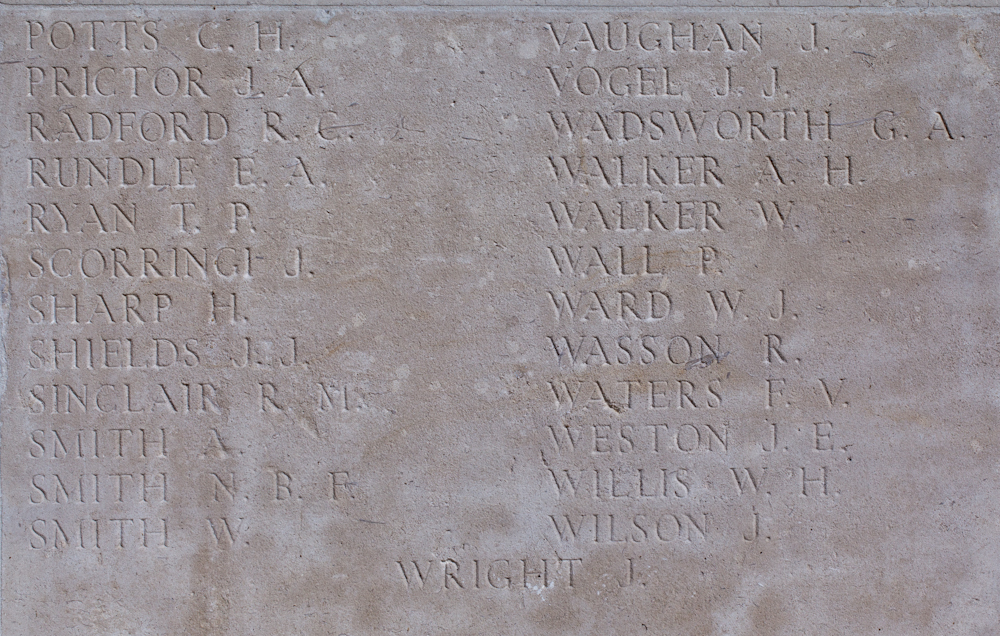 POTTS C. H.
PRICTOR J. A.
RADFORD R. C.
RUNDLE E. A.
RYAN T. P.
SCORRINGI J.
SHARP H.
SHIELDS J. J.
SINCLAIR R. M.
SMITH A.
SMITH N. B. F.
SMITH W.
VAUGHAN J.
VOGEL J. J.
WADSWORTH G. A.
WALKER A. H.
WALKER W.
WALL P.
WARD W. J.
WASSON R.
WATERS F. V.
WESTON J. E.
WILLIS W. H.
WILSON J.
WRIGHT J.